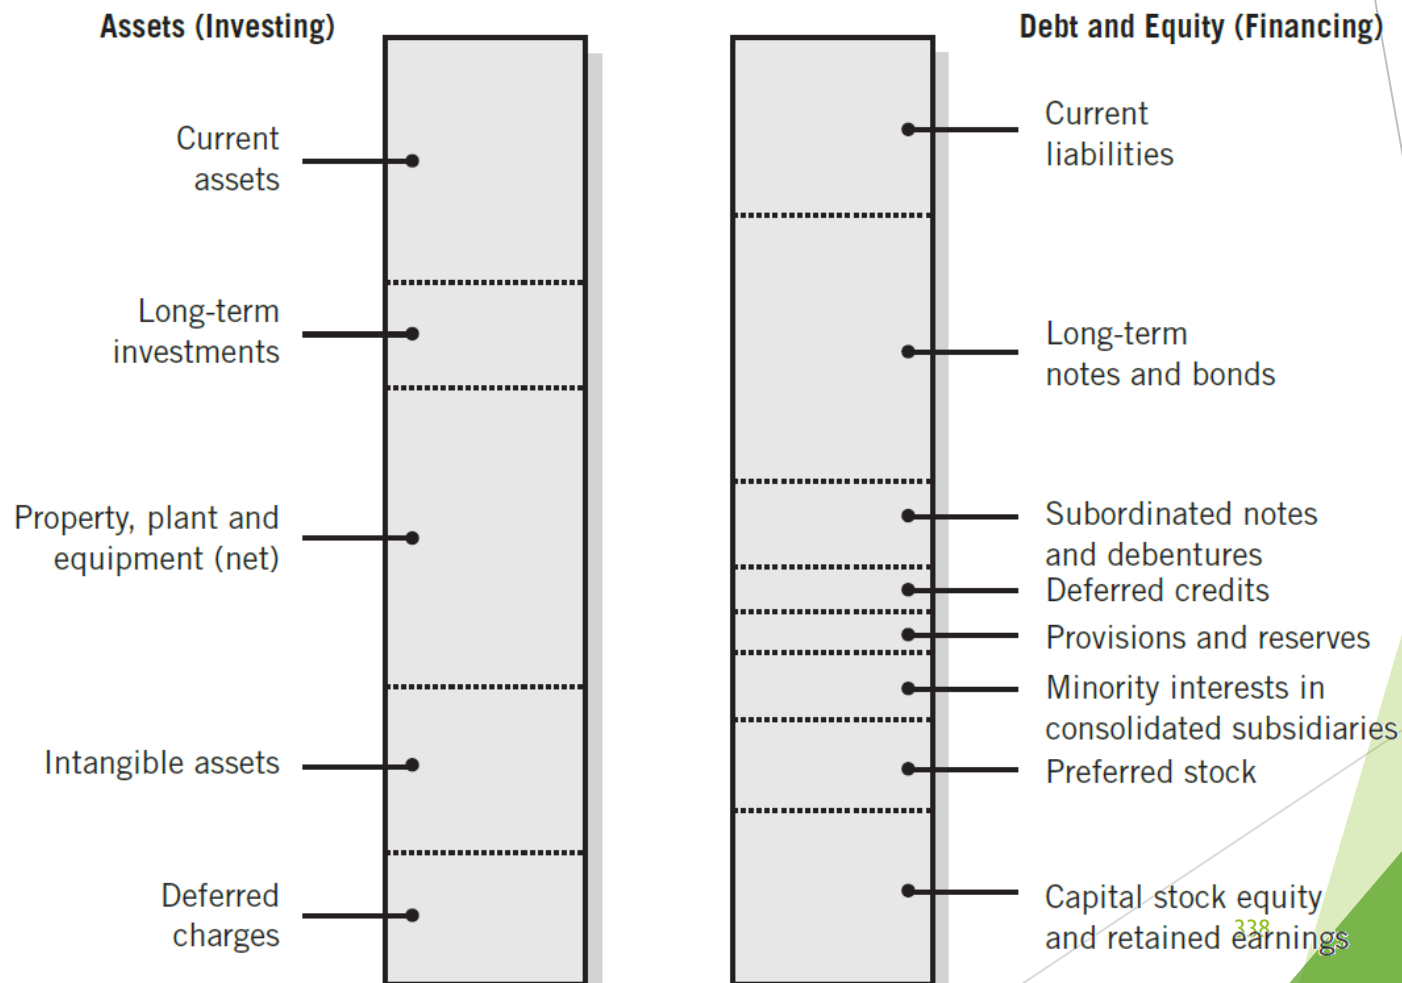 Assets (Investing)
Current
assets
Long-term
investments
Property, plant and
equipment (net)
Intangible assets
Deferred
charges
Debt and Equity (Financing)
Current
liabilities
Long-term
notes and bonds
Subordinated notes
and debentures
Deferred credits
Provisions and reserves
Minority interests in
consolidated subsidiaries
Preferred stock
Capital stock equity
and retained earnings
338